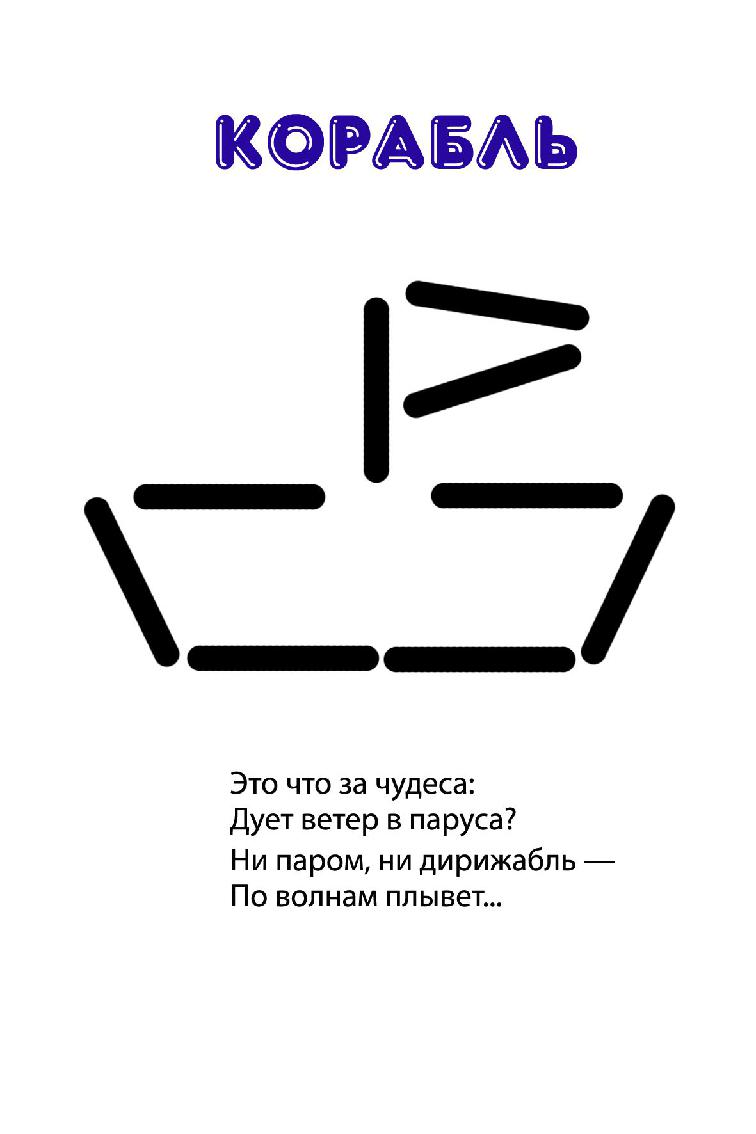 КОРАБЛЬ
Это что за чудеса:
Дует ветер в паруса?
Ни паром, ни дирижабль —
По волнам плывет...